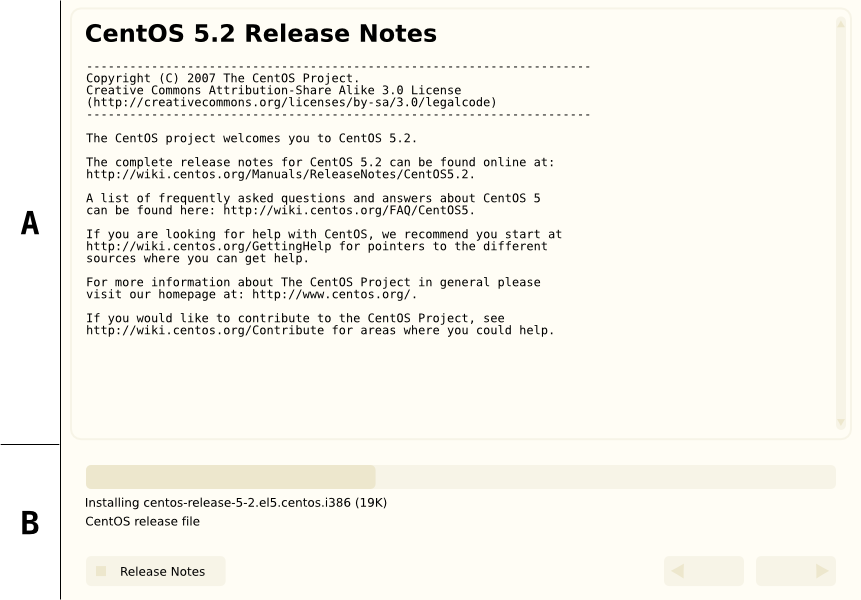 A
CentOS 5.2 Release Notes
----------------------------------------------------------------------
Copyright (C) 2007 The CentOS Project.
Creative Commons Attribution-Share Alike 3.0 License
(http://creativecommons.org/licenses/by-sa/3.0/legalcode)
----------------------------------------------------------------------
The CentOS project welcomes you to CentOS 5.2.
The complete release notes for CentOS 5.2 can be found online at:
http://wiki.centos.org/Manuals/ReleaseNotes/CentOS5.2.
A list of frequently asked questions and answers about CentOS 5
can be found here: http://wiki.centos.org/FAQ/CentOS5.
If you are looking for help with CentOS, we recommend you start at
http://wiki.centos.org/GettingHelp for pointers to the different
sources where you can get help.
For more information about The CentOS Project in general please
visit our homepage at: http://www.centos.org/.
If you would like to contribute to the CentOS Project, see
http://wiki.centos.org/Contribute for areas where you could help.
B
Installing centos-release-5-2.el5.centos.i386 (19K)
CentOS release file
Release Notes